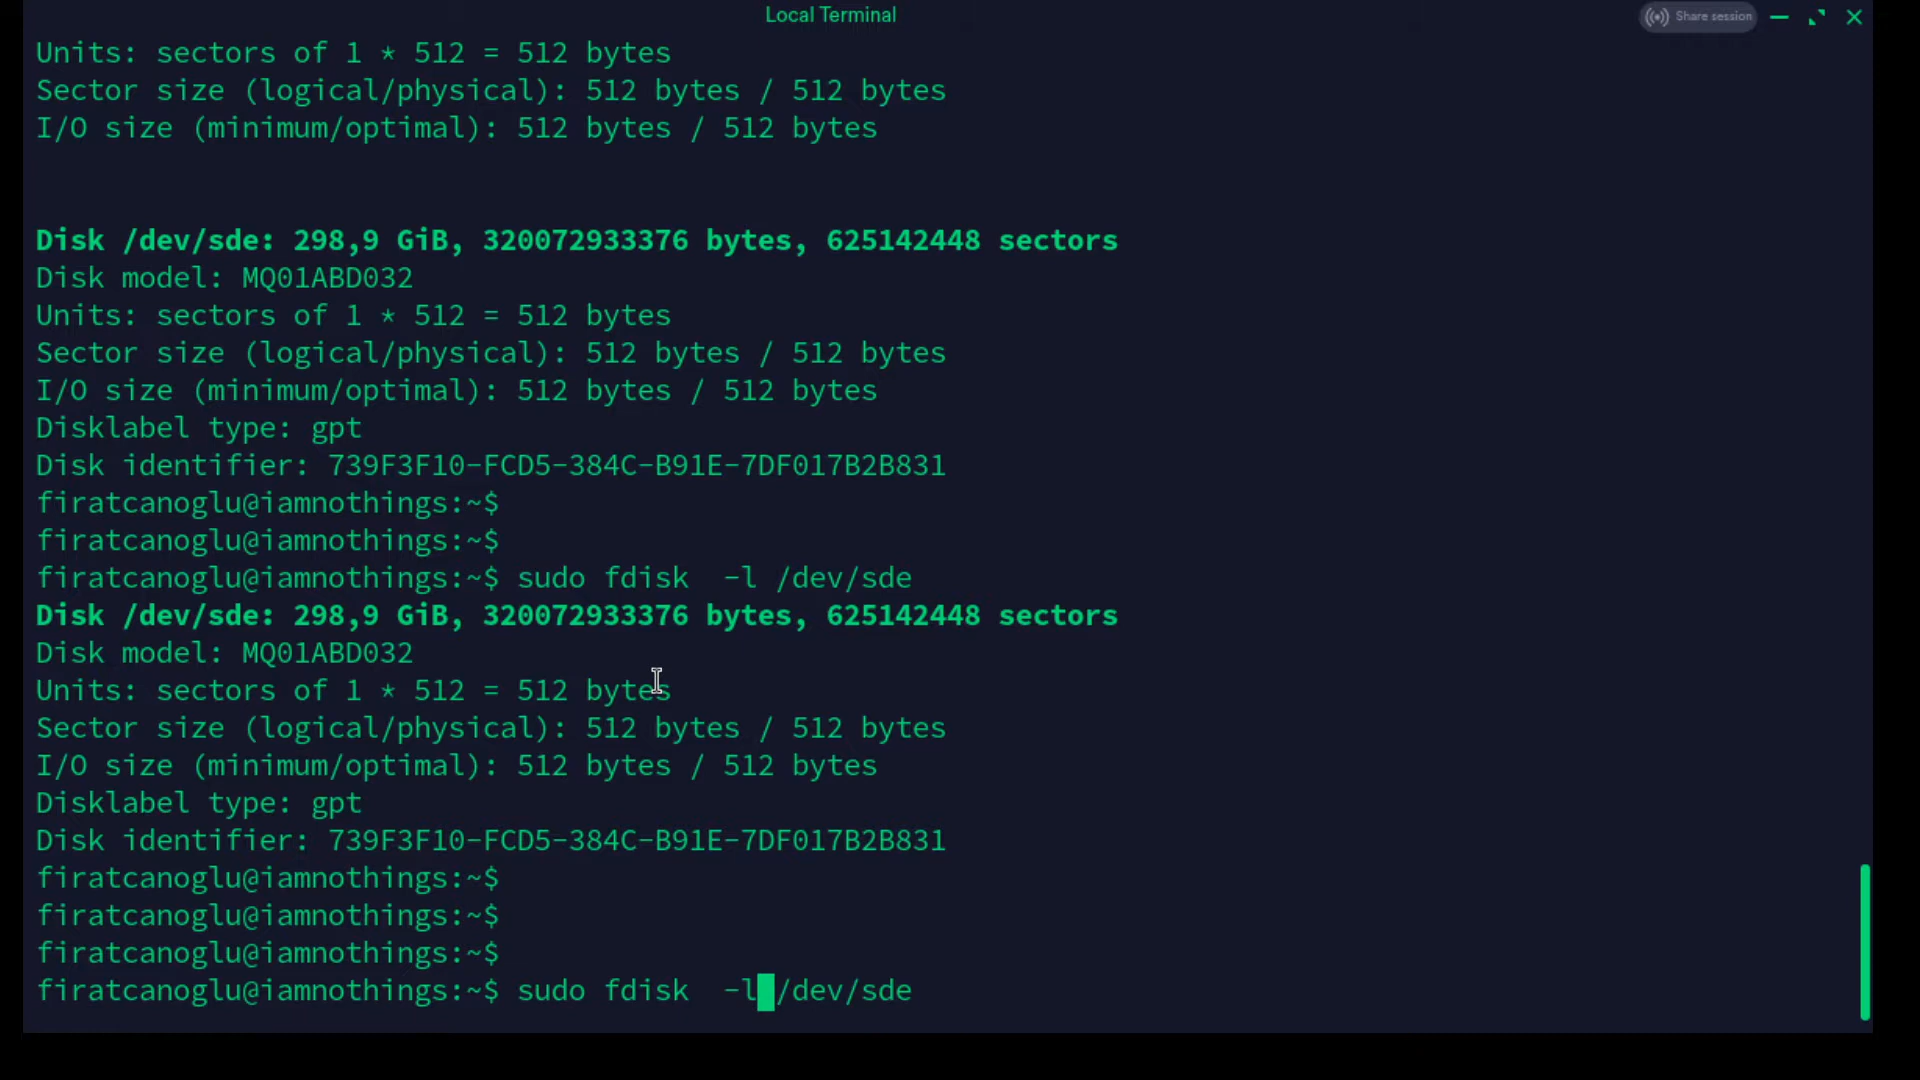 Local Terminal
Share session
Units: sectors of 1 * 512 = 512 bytes
Sector size (logical/physical): 512 bytes / 512 bytes
I/O size (minimum/optimal): 512 bytes / 512 bytes
Disk /dev/sde: 298,9 GiB, 320072933376 bytes, 625142448 sectors
Disk model: MQ01ABD032
Units: sectors of 1 * 512 = 512 bytes
Sector size (logical/physical): 512 bytes / 512 bytes
I/O size (minimum/optimal): 512 bytes / 512 bytes
Disklabel type: gpt
Disk identifier: 739F3F10-FCD5-384C-B91E-7DF017B2B831
firatcanoglu@iamnothings:~$
firatcanoglu@iamnothings:~$
firatcanoglu@iamnothings:~$ sudo fdisk  -l /dev/sde
Disk /dev/sde: 298,9 GiB, 320072933376 bytes, 625142448 sectors
Disk model: MQ01ABD032
Units: sectors of 1 * 512 = 512 bytes
Sector size (logical/physical): 512 bytes / 512 bytes
I/O size (minimum/optimal): 512 bytes / 512 bytes
Disklabel type: gpt
Disk identifier: 739F3F10-FCD5-384C-B91E-7DF017B2B831
firatcanoglu@iamnothings:~$
firatcanoglu@iamnothings:~$
firatcanoglu@iamnothings:~$
firatcanoglu@iamnothings:~$ sudo fdisk  -l /dev/sde